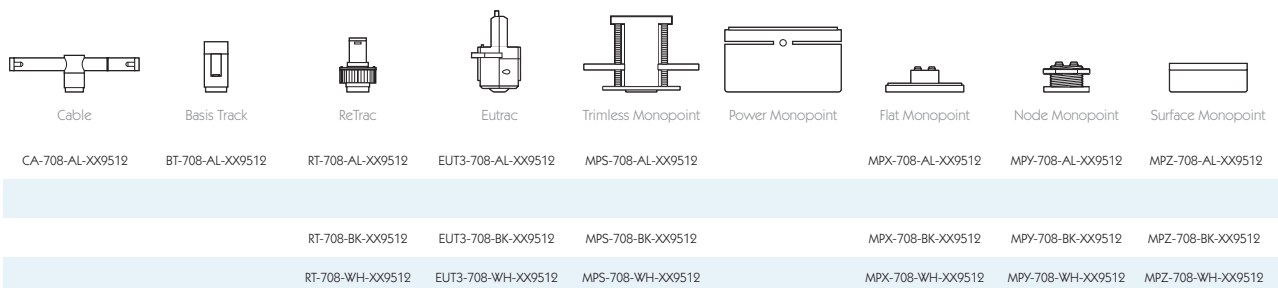 Cable Basis Track ReTrac Eutrac Trimless Monopoint Power Monopoint Flat Monopoint Node Monopoint Surface Monopoint
CA-708-AL-XX9512 BT-708-AL-XX9512 RT-708-AL-XX9512 EUT3-708-AL-XX9512 MPS-708-AL-XX9512 MPX-708-AL-XX9512 MPY-708-AL-XX9512 MPZ-708-AL-XX9512
RT-708-BK-XX9512 EUT3-708-BK-XX9512 MPS-708-BK-XX9512 MPX-708-BK-XX9512 MPY-708-BK-XX9512 MPZ-708-BK-XX9512
RT-708-WH-XX9512 EUT3-708-WH-XX9512 MPS-708-WH-XX9512 MPX-708-WH-XX9512 MPY-708-WH-XX9512 MPZ-708-WH-XX9512